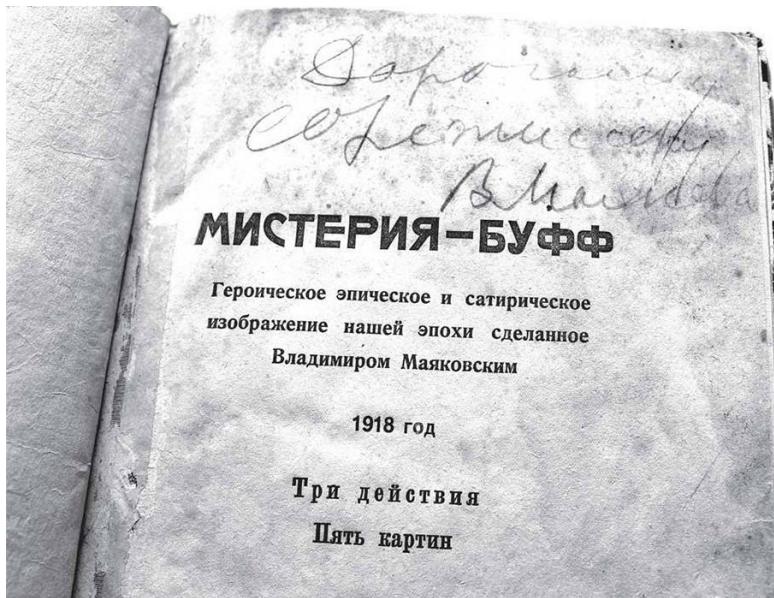 Дорогому
сорежиссеру
МИСТЕРИЯ–БУФФ
Героическое эпическое и сатирическое
изображение нашей эпохи сделанное
Владимиром Маяковским
1918 год
Три действия
Пять картин